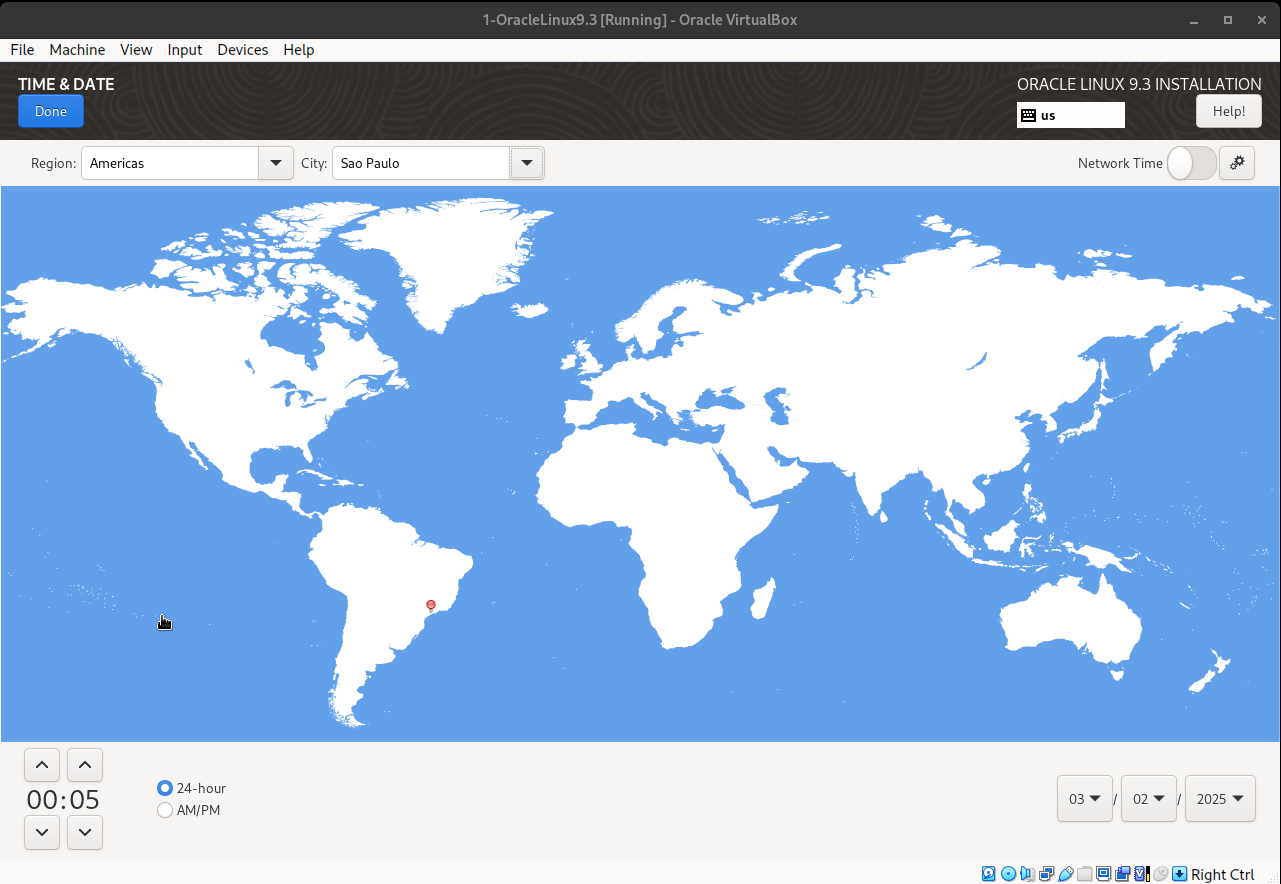 1-OracleLinux9.3 [Running] - Oracle VirtualBox
File Machine View Input Devices Help
TIME & DATE
ORACLE LINUX 9.3 INSTALLATION
Done
us
Help!
Region: Americas City: Sao Paulo Network Time
00:05
24-hour
AM/PM
03 / 02 / 2025
Right Ctrl